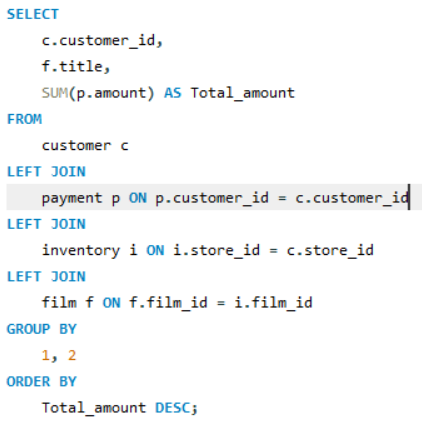 SELECT
c.customer_id,
f.title,
SUM(p.amount) AS Total_amount
FROM
customer c
LEFT JOIN
payment p ON p.customer_id = c.customer_id
LEFT JOIN
inventory i ON i.store_id = c.store_id
LEFT JOIN
film f ON f.film_id = i.film_id
GROUP BY
1, 2
ORDER BY
Total_amount DESC;